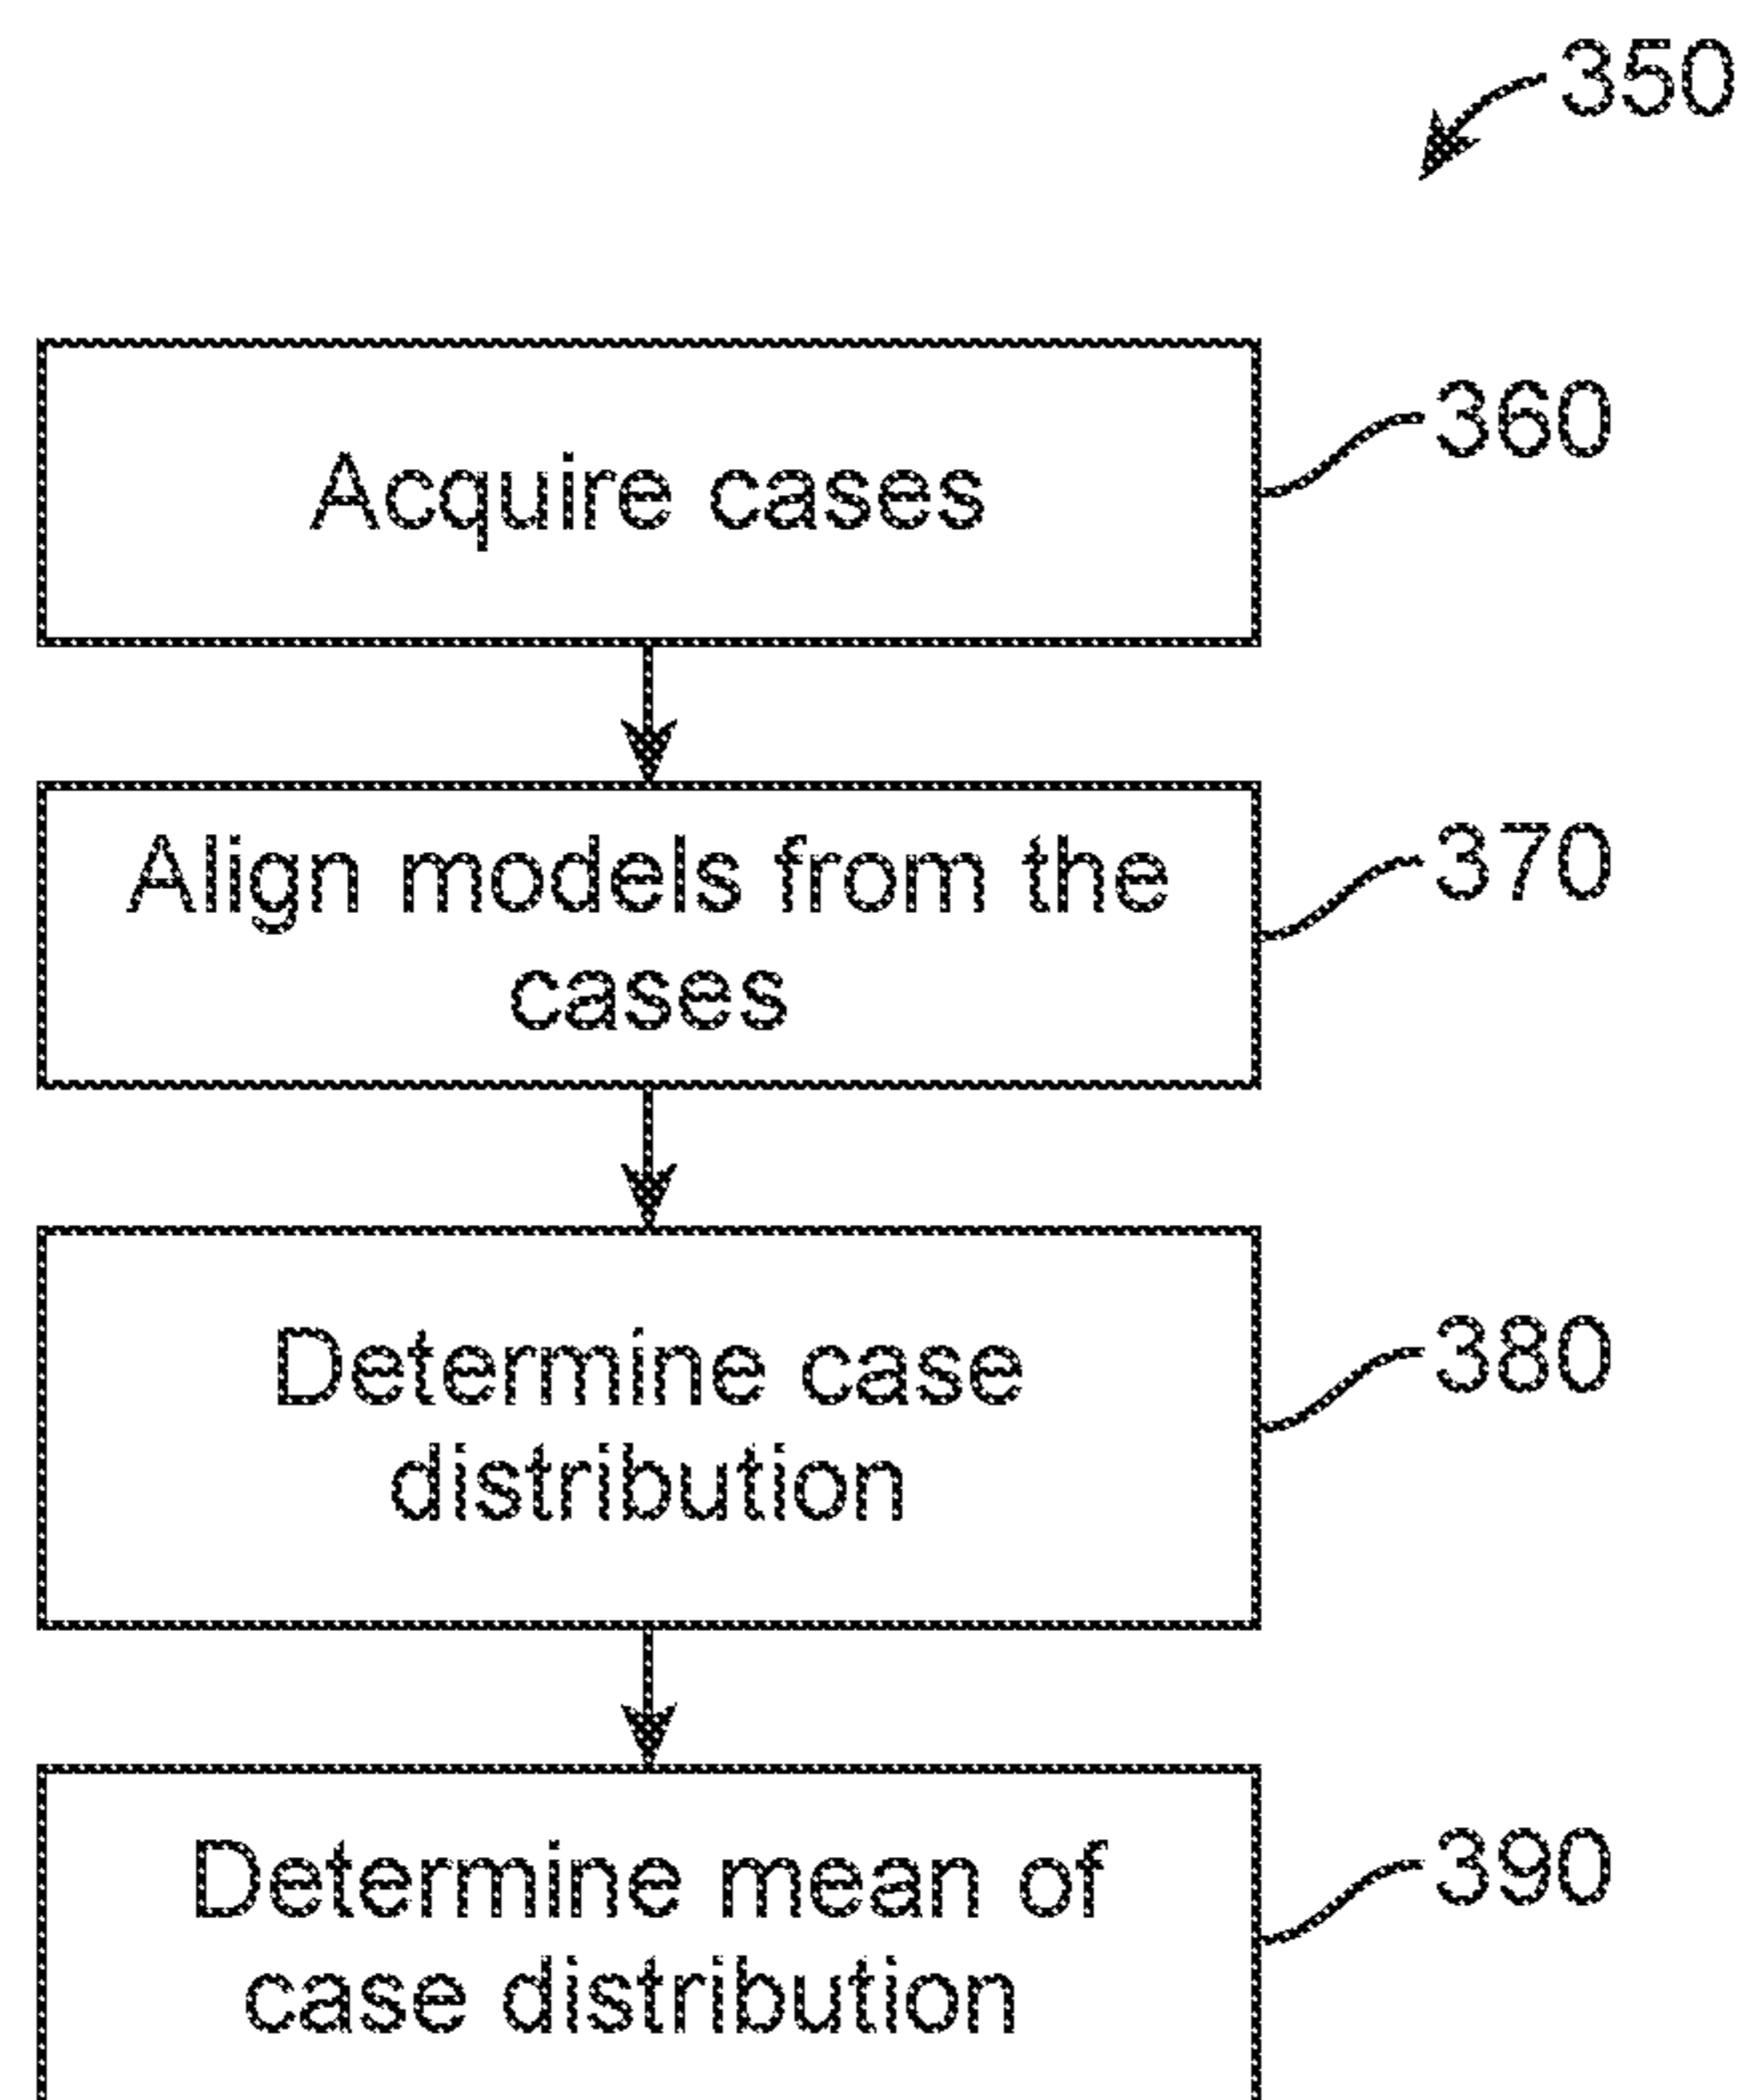 350
Acquire cases
360
Align models from the
cases
370
Determine case
distribution
380
Determine mean of
case distribution
390